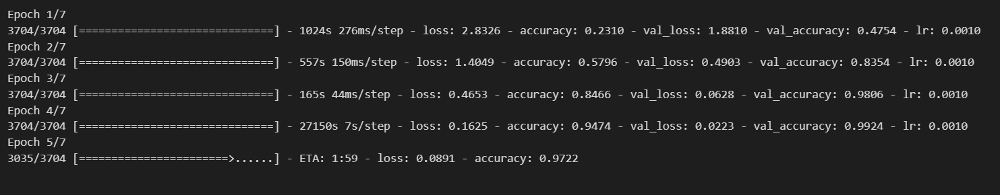 Epoch 1/7
3704/3704 [==============================] - 1024s 276ms/step - loss: 2.8326 - accuracy: 0.2310 - val_loss: 1.8810 - val_accuracy: 0.4754 - lr: 0.0010
Epoch 2/7
3704/3704 [==============================] - 557s 150ms/step - loss: 1.4049 - accuracy: 0.5796 - val_loss: 0.4903 - val_accuracy: 0.8354 - lr: 0.0010
Epoch 3/7
3704/3704 [==============================] - 165s 44ms/step - loss: 0.4653 - accuracy: 0.8466 - val_loss: 0.0628 - val_accuracy: 0.9806 - lr: 0.0010
Epoch 4/7
3704/3704 [==============================] - 27150s 7s/step - loss: 0.1625 - accuracy: 0.9474 - val_loss: 0.0223 - val_accuracy: 0.9924 - lr: 0.0010
Epoch 5/7
3035/3704 [=======================>......] - ETA: 1:59 - loss: 0.0891 - accuracy: 0.9722